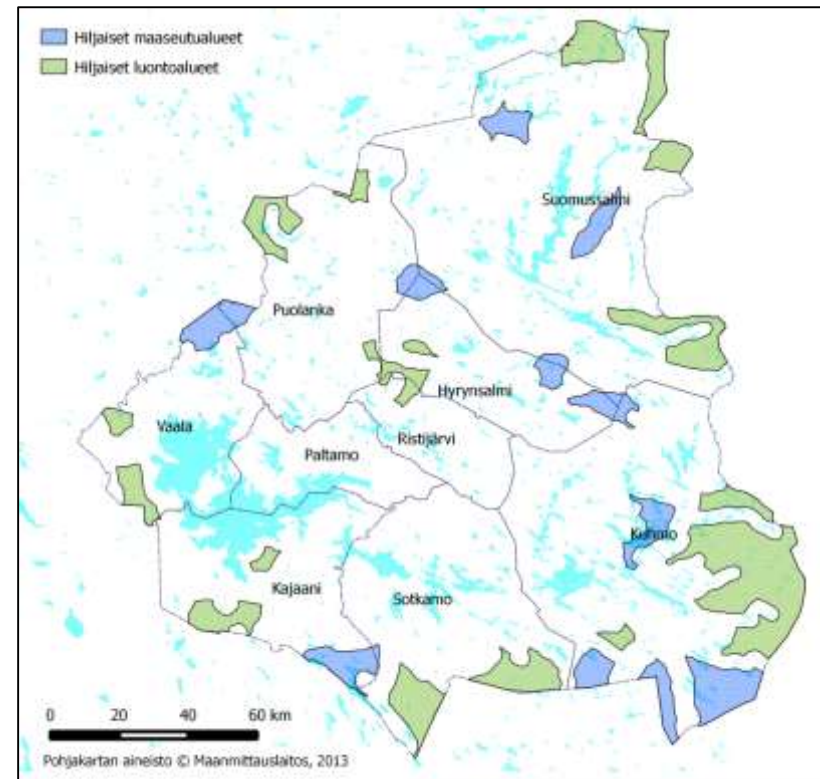 Hiljaiset maaseutualueet
Hiljaiset luontoalueet
Suomussalmi
Puolanka
Hyrynsalmi
Vaala
Ristijärvi
Paltamo
Kuhmo
Kajaani
Sotkamo
0 20 40 60 km
Pohjakartan aineisto © Maanmittauslaitos, 2013